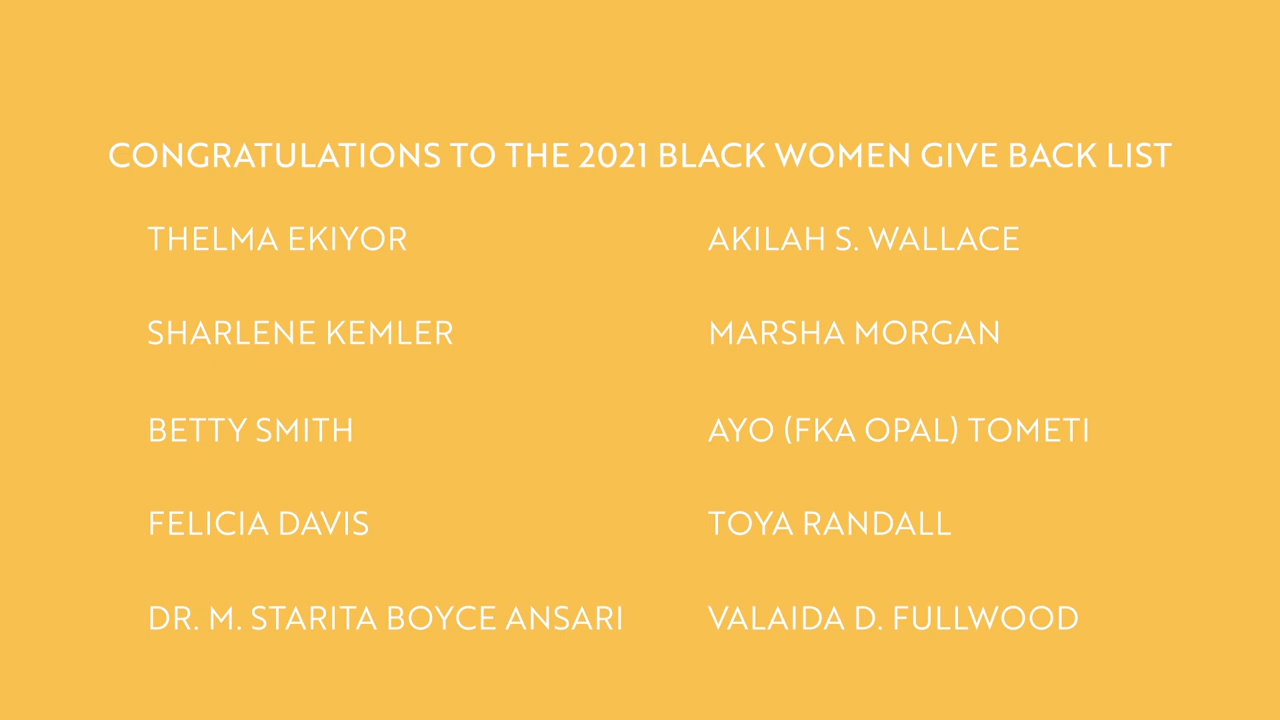 CONGRATULATIONS TO THE 2021 BLACK WOMEN GIVE BACK LIST
THELMA EKIYOR
SHARLENE KEMLER
BETTY SMITH
FELICIA DAVIS
DR. M. STARITA BOYCE ANSARI
AKILAH S. WALLACE
MARSHA MORGAN
AYO (FKA OPAL) TOMETI
TOYA RANDALL
VALAIDA D. FULLWOOD